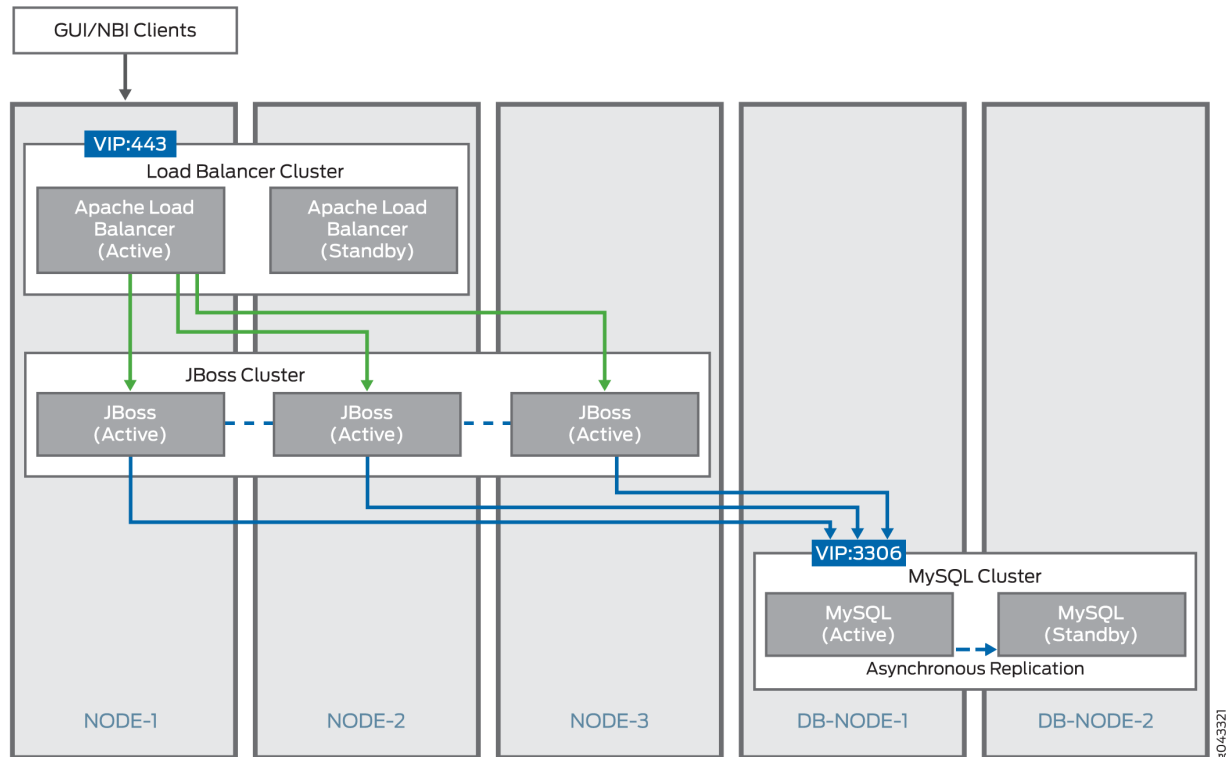 GUI/NBI Clients
VIP:443
Load Balancer Cluster
Apache Load
Balancer
(Active)
Apache Load
Balancer
(Standby)
JBoss Cluster
JBoss
(Active)
JBoss
(Active)
JBoss
(Active)
VIP:3306
MySQL Cluster
MySQL
(Active)
MySQL
(Standby)
Asynchronous Replication
NODE-1
NODE-2
NODE-3
DB-NODE-1
DB-NODE-2
g043321